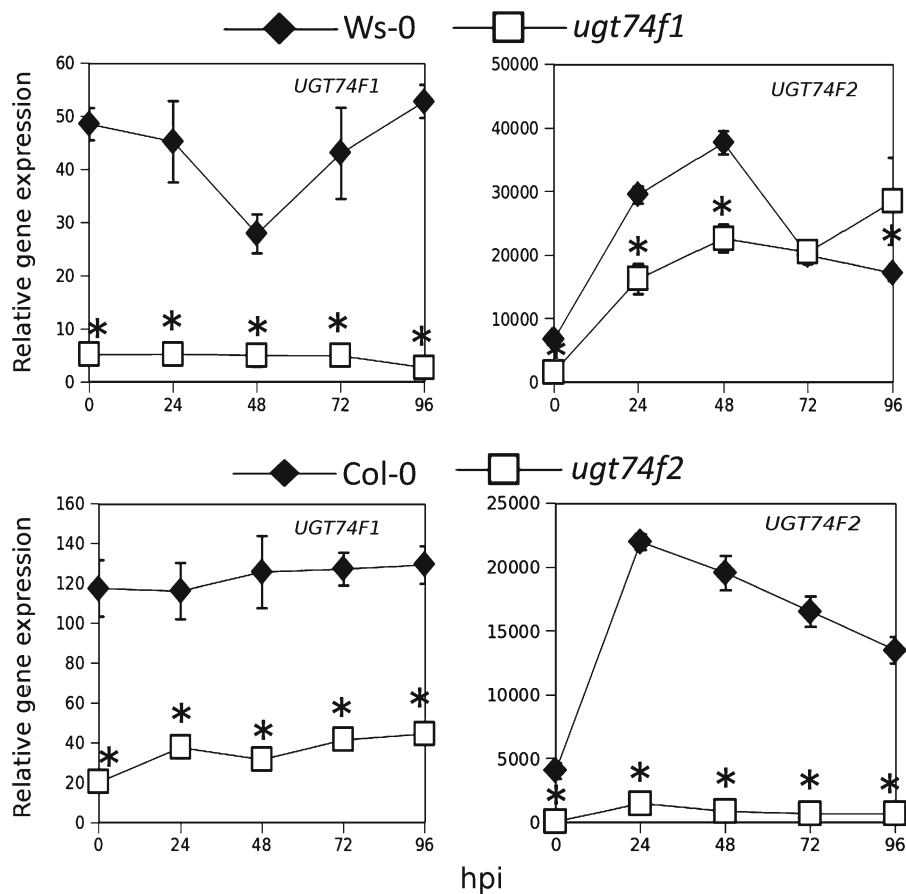 Ws-0 ugt74f1
Relative gene expression
60
50
40
30
20
10
0
UGT74F1
* * * * *
0 24 48 72 96
50000
40000
30000
20000
10000
0
UGT74F2
* * * *
0 24 48 72 96
Col-0 ugt74f2
Relative gene expression
160
140
120
100
80
60
40
20
0
UGT74F1
* * * * *
0 24 48 72 96
25000
20000
15000
10000
5000
0
UGT74F2
* * * * *
0 24 48 72 96
hpi